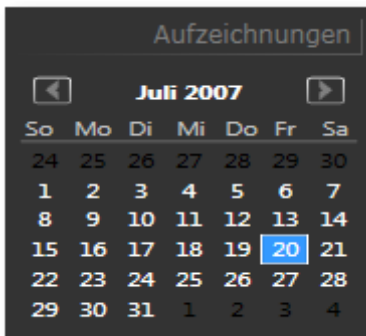 Aufzeichnungen
Juli 2007
So Mo Di Mi Do Fr Sa
24 25 26 27 28 29 30
1 2 3 4 5 6 7
8 9 10 11 12 13 14
15 16 17 18 19 20 21
22 23 24 25 26 27 28
29 30 31 1 2 3 4